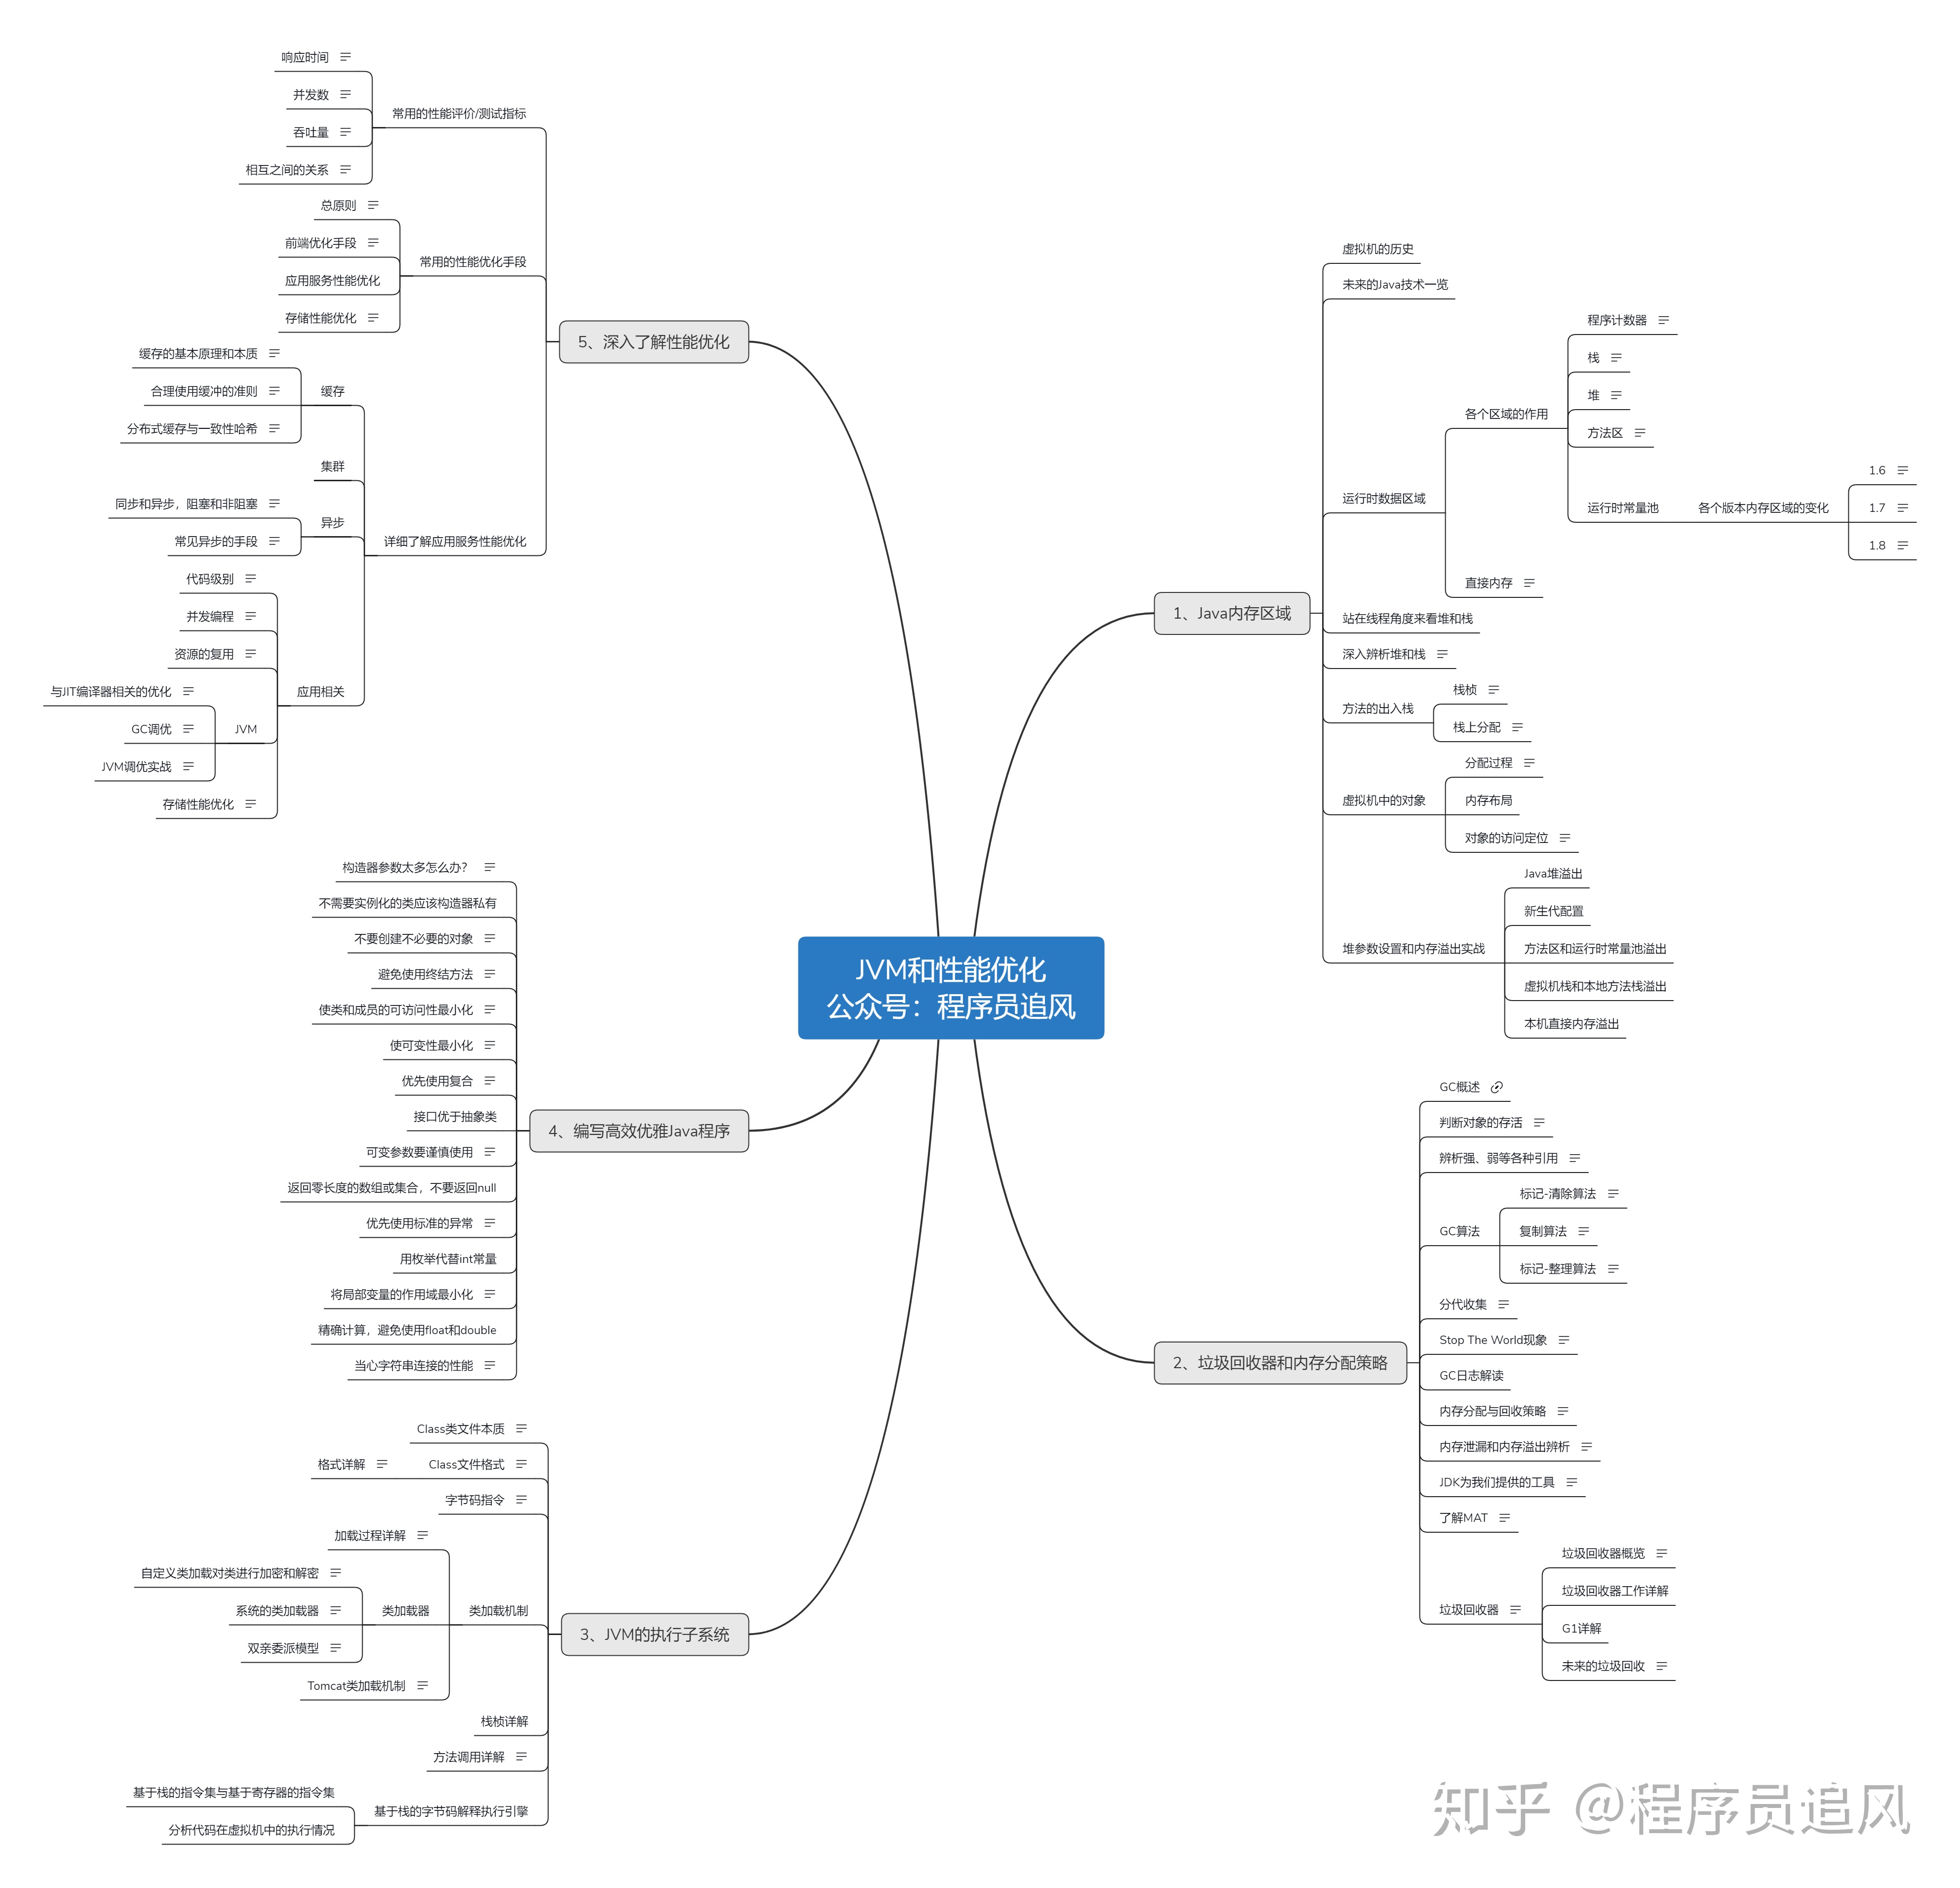 JVM和性能优化
公众号：程序员追风
1、Java内存区域
虚拟机的历史
未来的Java技术一览
运行时数据区域
各个区域的作用
程序计数器
栈
堆
方法区
运行时常量池
各个版本内存区域的变化
1.6
1.7
1.8
直接内存
站在线程角度来看堆和栈
深入辨析堆和栈
方法的出入栈
栈桢
栈上分配
虚拟机中的对象
分配过程
内存布局
对象的访问定位
堆参数设置和内存溢出实战
Java堆溢出
新生代配置
方法区和运行时常量池溢出
虚拟机栈和本地方法栈溢出
本机直接内存溢出
2、垃圾回收器和内存分配策略
GC概述
判断对象的存活
辨析强、弱等各种引用
GC算法
标记-清除算法
复制算法
标记-整理算法
分代收集
Stop The World现象
GC日志解读
内存分配与回收策略
内存泄漏和内存溢出辨析
JDK为我们提供的工具
了解MAT
垃圾回收器
垃圾回收器概览
垃圾回收器工作详解
G1详解
未来的垃圾回收
3、JVM的执行子系统
Class类文件本质
Class文件格式
格式详解
字节码指令
类加载机制
加载过程详解
类加载器
自定义类加载对类进行加密和解密
系统的类加载器
双亲委派模型
Tomcat类加载机制
栈桢详解
方法调用详解
基于栈的字节码解释执行引擎
基于栈的指令集与基于寄存器的指令集
分析代码在虚拟机中的执行情况
4、编写高效优雅Java程序
构造器参数太多怎么办？
不需要实例化的类应该构造器私有
不要创建不必要的对象
避免使用终结方法
使类和成员的可访问性最小化
使可变性最小化
优先使用复合
接口优于抽象类
可变参数要谨慎使用
返回零长度的数组或集合，不要返回null
优先使用标准的异常
用枚举代替int常量
将局部变量的作用域最小化
精确计算，避免使用float和double
当心字符串连接的性能
5、深入了解性能优化
常用的性能评价/测试指标
响应时间
并发数
吞吐量
相互之间的关系
常用的性能优化手段
总原则
前端优化手段
应用服务性能优化
存储性能优化
详细了解应用服务性能优化
缓存
缓存的基本原理和本质
合理使用缓冲的准则
分布式缓存与一致性哈希
集群
异步
同步和异步，阻塞和非阻塞
常见异步的手段
应用相关
代码级别
并发编程
资源的复用
JVM
与JIT编译器相关的优化
GC调优
JVM调优实战
存储性能优化
知乎 @程序员追风